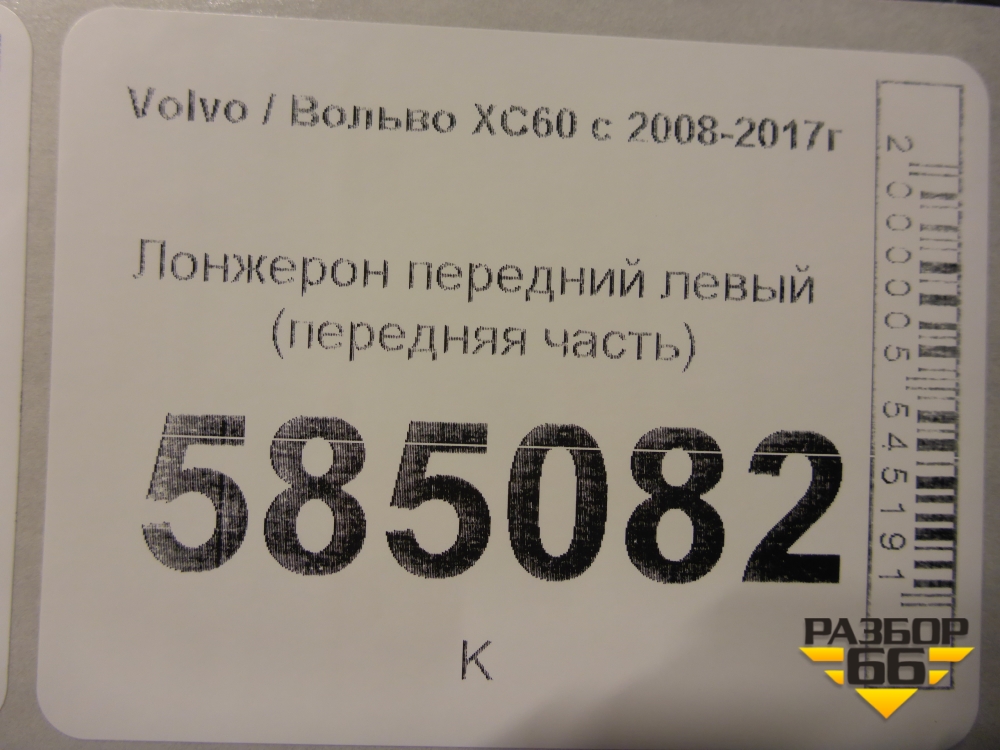 Volvo / Вольво XC60 с 2008-2017г
Лонжерон передний левый
(передняя часть)
585082
К
2000005545191
РАЗБОР
66